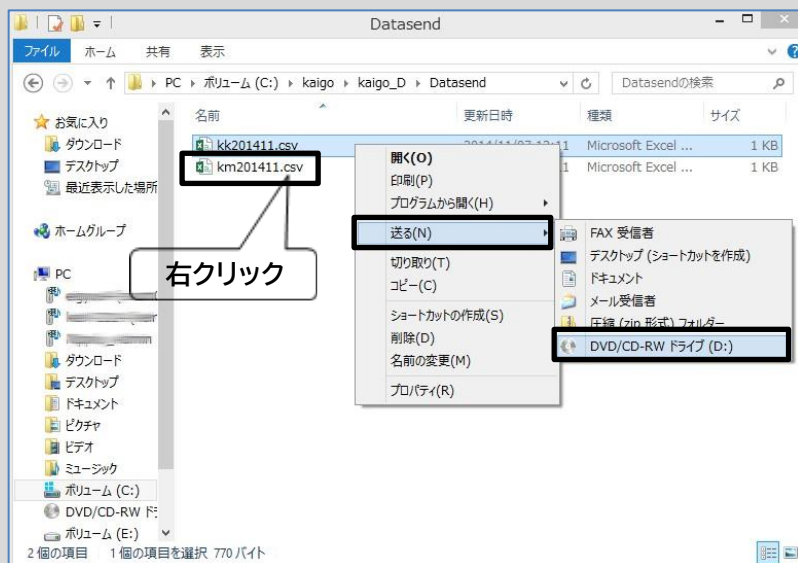 Datasend
ファイル ホーム 共有 表示
PC ▸ ボリューム (C:) ▸ kaigo ▸ kaigo_D ▸ Datasend
Datasendの検索
名前 更新日時 種類 サイズ
kk201411.csv 2014/11/07 13:11 Microsoft Excel ... 1 KB
km201411.csv 1 Microsoft Excel ... 1 KB
お気に入り
ダウンロード
デスクトップ
最近表示した場所
ホームグループ
PC
ダウンロード
デスクトップ
ドキュメント
ピクチャ
ビデオ
ミュージック
ボリューム (C:)
DVD/CD-RW ドラ
ボリューム (E:)
右クリック
開く(O)
印刷(P)
プログラムから開く(H)
送る(N)
切り取り(T)
コピー(C)
ショートカットの作成(S)
削除(D)
名前の変更(M)
プロパティ(R)
FAX 受信者
デスクトップ (ショートカットを作成)
ドキュメント
メール受信者
圧縮 (zip 形式) フォルダー
DVD/CD-RW ドライブ (D:)
2 個の項目 1 個の項目を選択 770 バイト